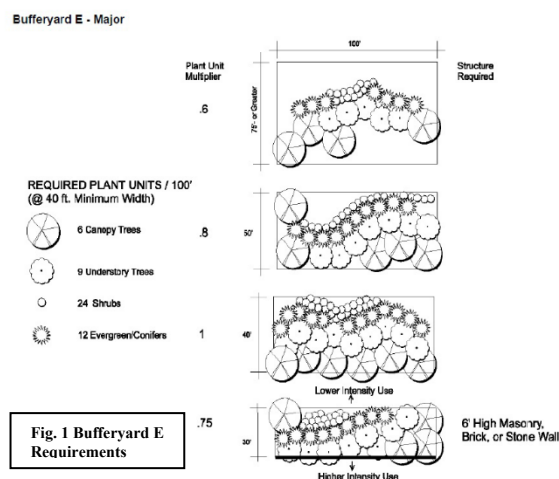 Bufferyard E - Major
Plant Unit
Multiplier
100'
Structure
Required
75'- or Greater
.6
REQUIRED PLANT UNITS / 100'
(@ 40 ft. Minimum Width)
6 Canopy Trees
9 Understory Trees
24 Shrubs
12 Evergreen/Conifers
.8
50'
1
40'
Lower Intensity Use
.75
30'
6' High Masonry,
Brick, or Stone Wall
Higher Intensity Use
Fig. 1 Bufferyard E
Requirements